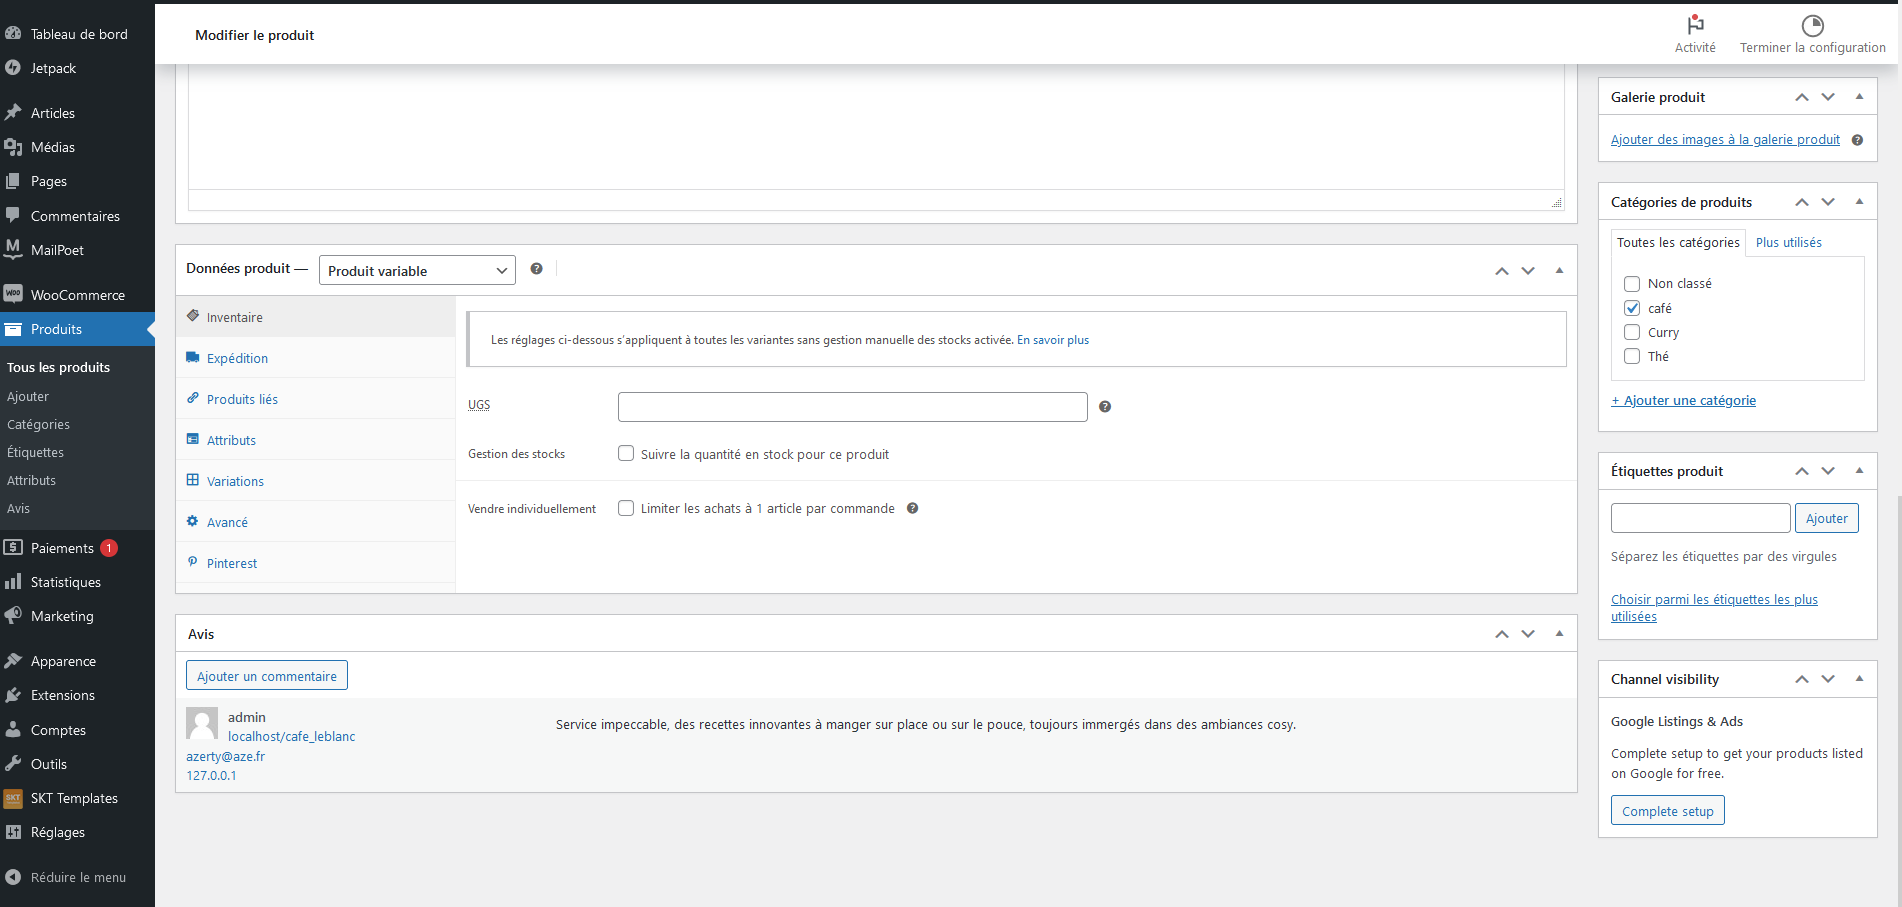 Tableau de bord
Jetpack
Articles
Médias
Pages
Commentaires
M
MailPoet
WOO
WooCommerce
Produits
Tous les produits
Ajouter
Catégories
Étiquettes
Attributs
Avis
Paiements 1
Statistiques
Marketing
Apparence
Extensions
Comptes
Outils
SKT
SKT Templates
Réglages
Réduire le menu
Modifier le produit
Activité
Terminer la configuration
Données produit —
Produit variable
Inventaire
Expédition
Produits liés
Attributs
Variations
Avancé
Pinterest
Les réglages ci-dessous s’appliquent à toutes les variantes sans gestion manuelle des stocks activée. En savoir plus
UGS
Gestion des stocks
Suivre la quantité en stock pour ce produit
Vendre individuellement
Limiter les achats à 1 article par commande
Avis
Ajouter un commentaire
admin
localhost/cafe_leblanc
azerty@aze.fr
127.0.0.1
Service impeccable, des recettes innovantes à manger sur place ou sur le pouce, toujours immergés dans des ambiances cosy.
Galerie produit
Ajouter des images à la galerie produit
Catégories de produits
Toutes les catégories
Plus utilisés
Non classé
café
Curry
Thé
+ Ajouter une catégorie
Étiquettes produit
Ajouter
Séparez les étiquettes par des virgules
Choisir parmi les étiquettes les plus
utilisées
Channel visibility
Google Listings & Ads
Complete setup to get your products listed
on Google for free.
Complete setup